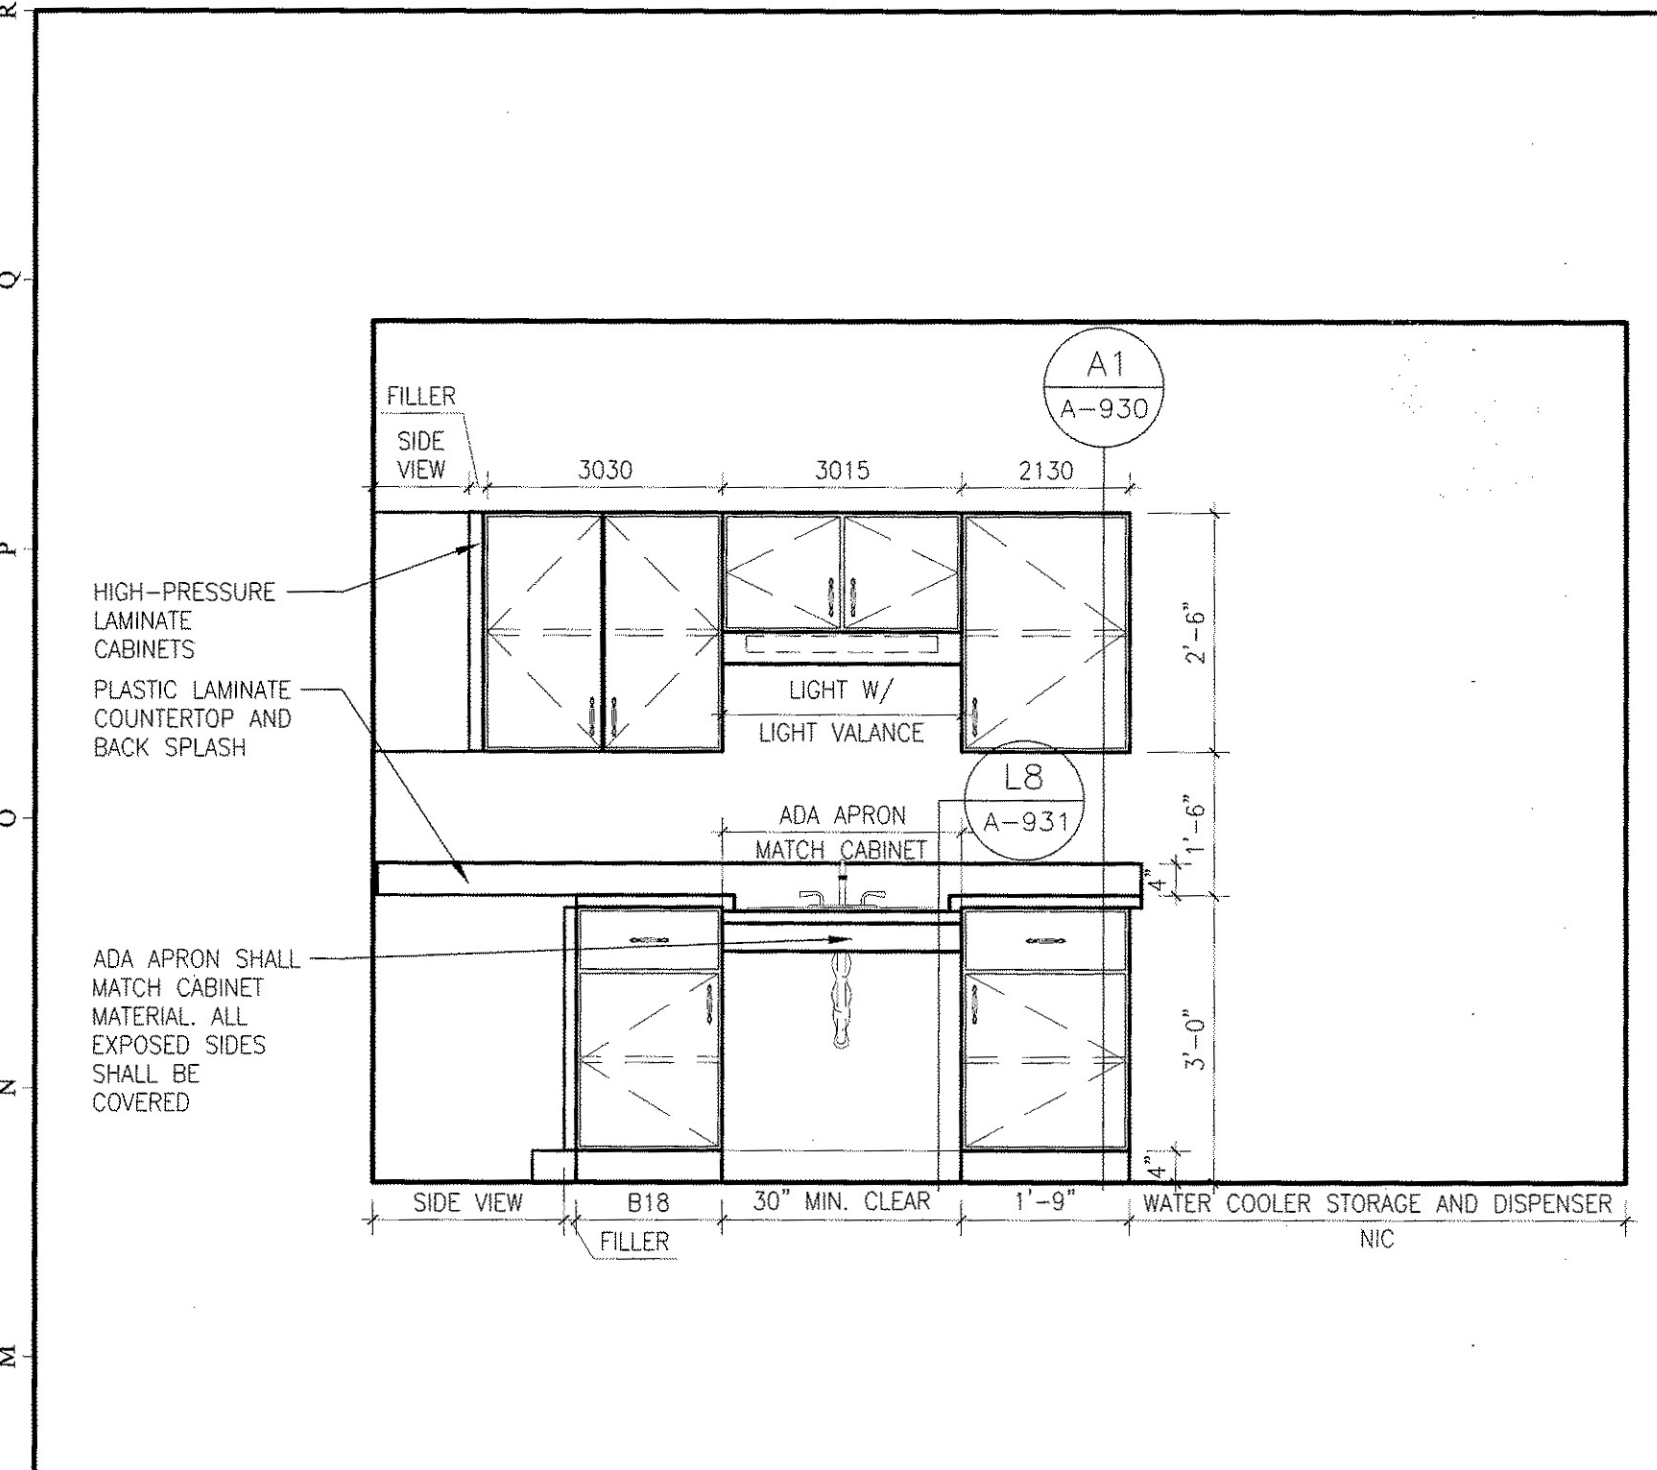 R
Q
P
O
N
M
A1
A-930
FILLER
SIDE
VIEW
3030
3015
2130
HIGH-PRESSURE
LAMINATE
CABINETS
PLASTIC LAMINATE
COUNTERTOP AND
BACK SPLASH
LIGHT W/
LIGHT VALANCE
2'-6"
L8
A-931
ADA APRON
MATCH CABINET
1'-6"
4"
ADA APRON SHALL
MATCH CABINET
MATERIAL. ALL
EXPOSED SIDES
SHALL BE
COVERED
3'-0"
4"
SIDE VIEW
B18
30" MIN. CLEAR
1'-9"
WATER COOLER STORAGE AND DISPENSER
FILLER
NIC